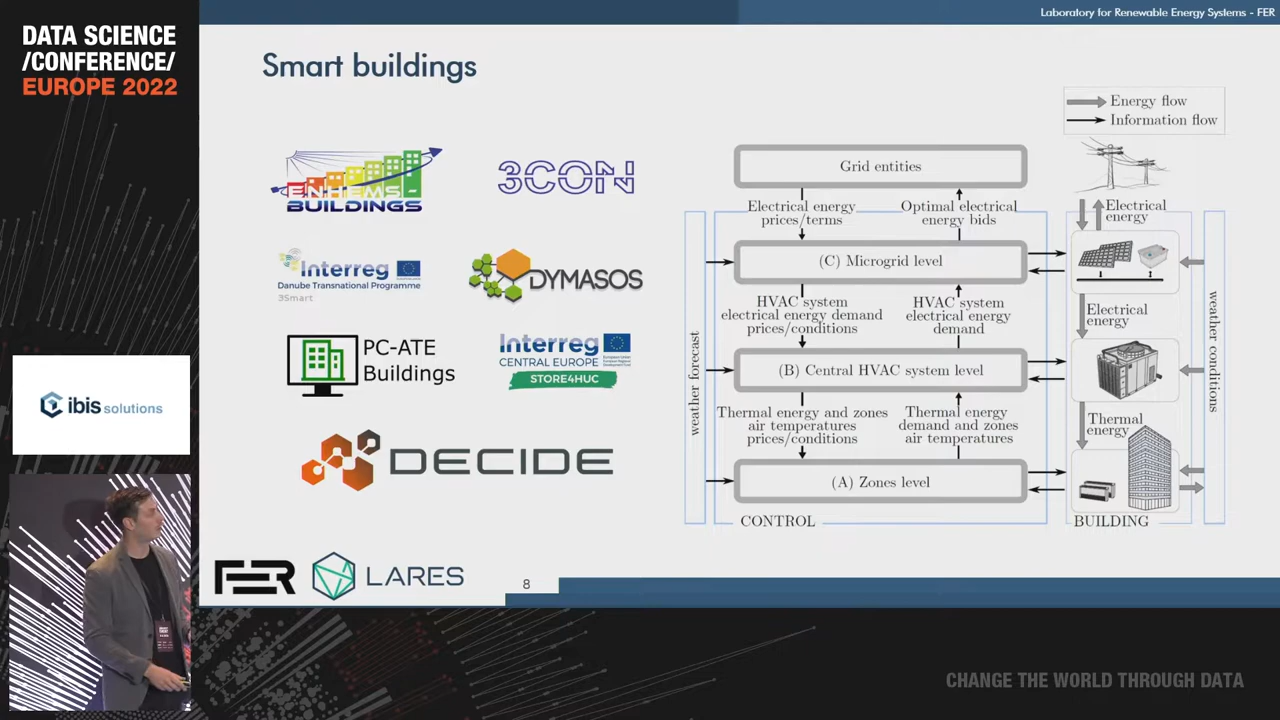 DATA SCIENCE
/CONFERENCE/
EUROPE 2022
Laboratory for Renewable Energy Systems - FER
Smart buildings
ENHEMS-
BUILDINGS
3CON
Interreg
Danube Transnational Programme
3Smart
DYMASOS
PC-ATE
Buildings
Interreg
CENTRAL EUROPE
STORE4HUC
DECIDE
FER
LARES
8
Energy flow
Information flow
Grid entities
Electrical energy
prices/terms
Optimal electrical
energy bids
Electrical
energy
(C) Microgrid level
HVAC system
electrical energy demand
prices/conditions
HVAC system
electrical energy
demand
Electrical
energy
(B) Central HVAC system level
Thermal energy and zones
air temperatures
prices/conditions
Thermal energy
demand and zones
air temperatures
Thermal
energy
(A) Zones level
CONTROL
BUILDING
weather forecast
weather conditions
ibis solutions
CHANGE THE WORLD THROUGH DATA